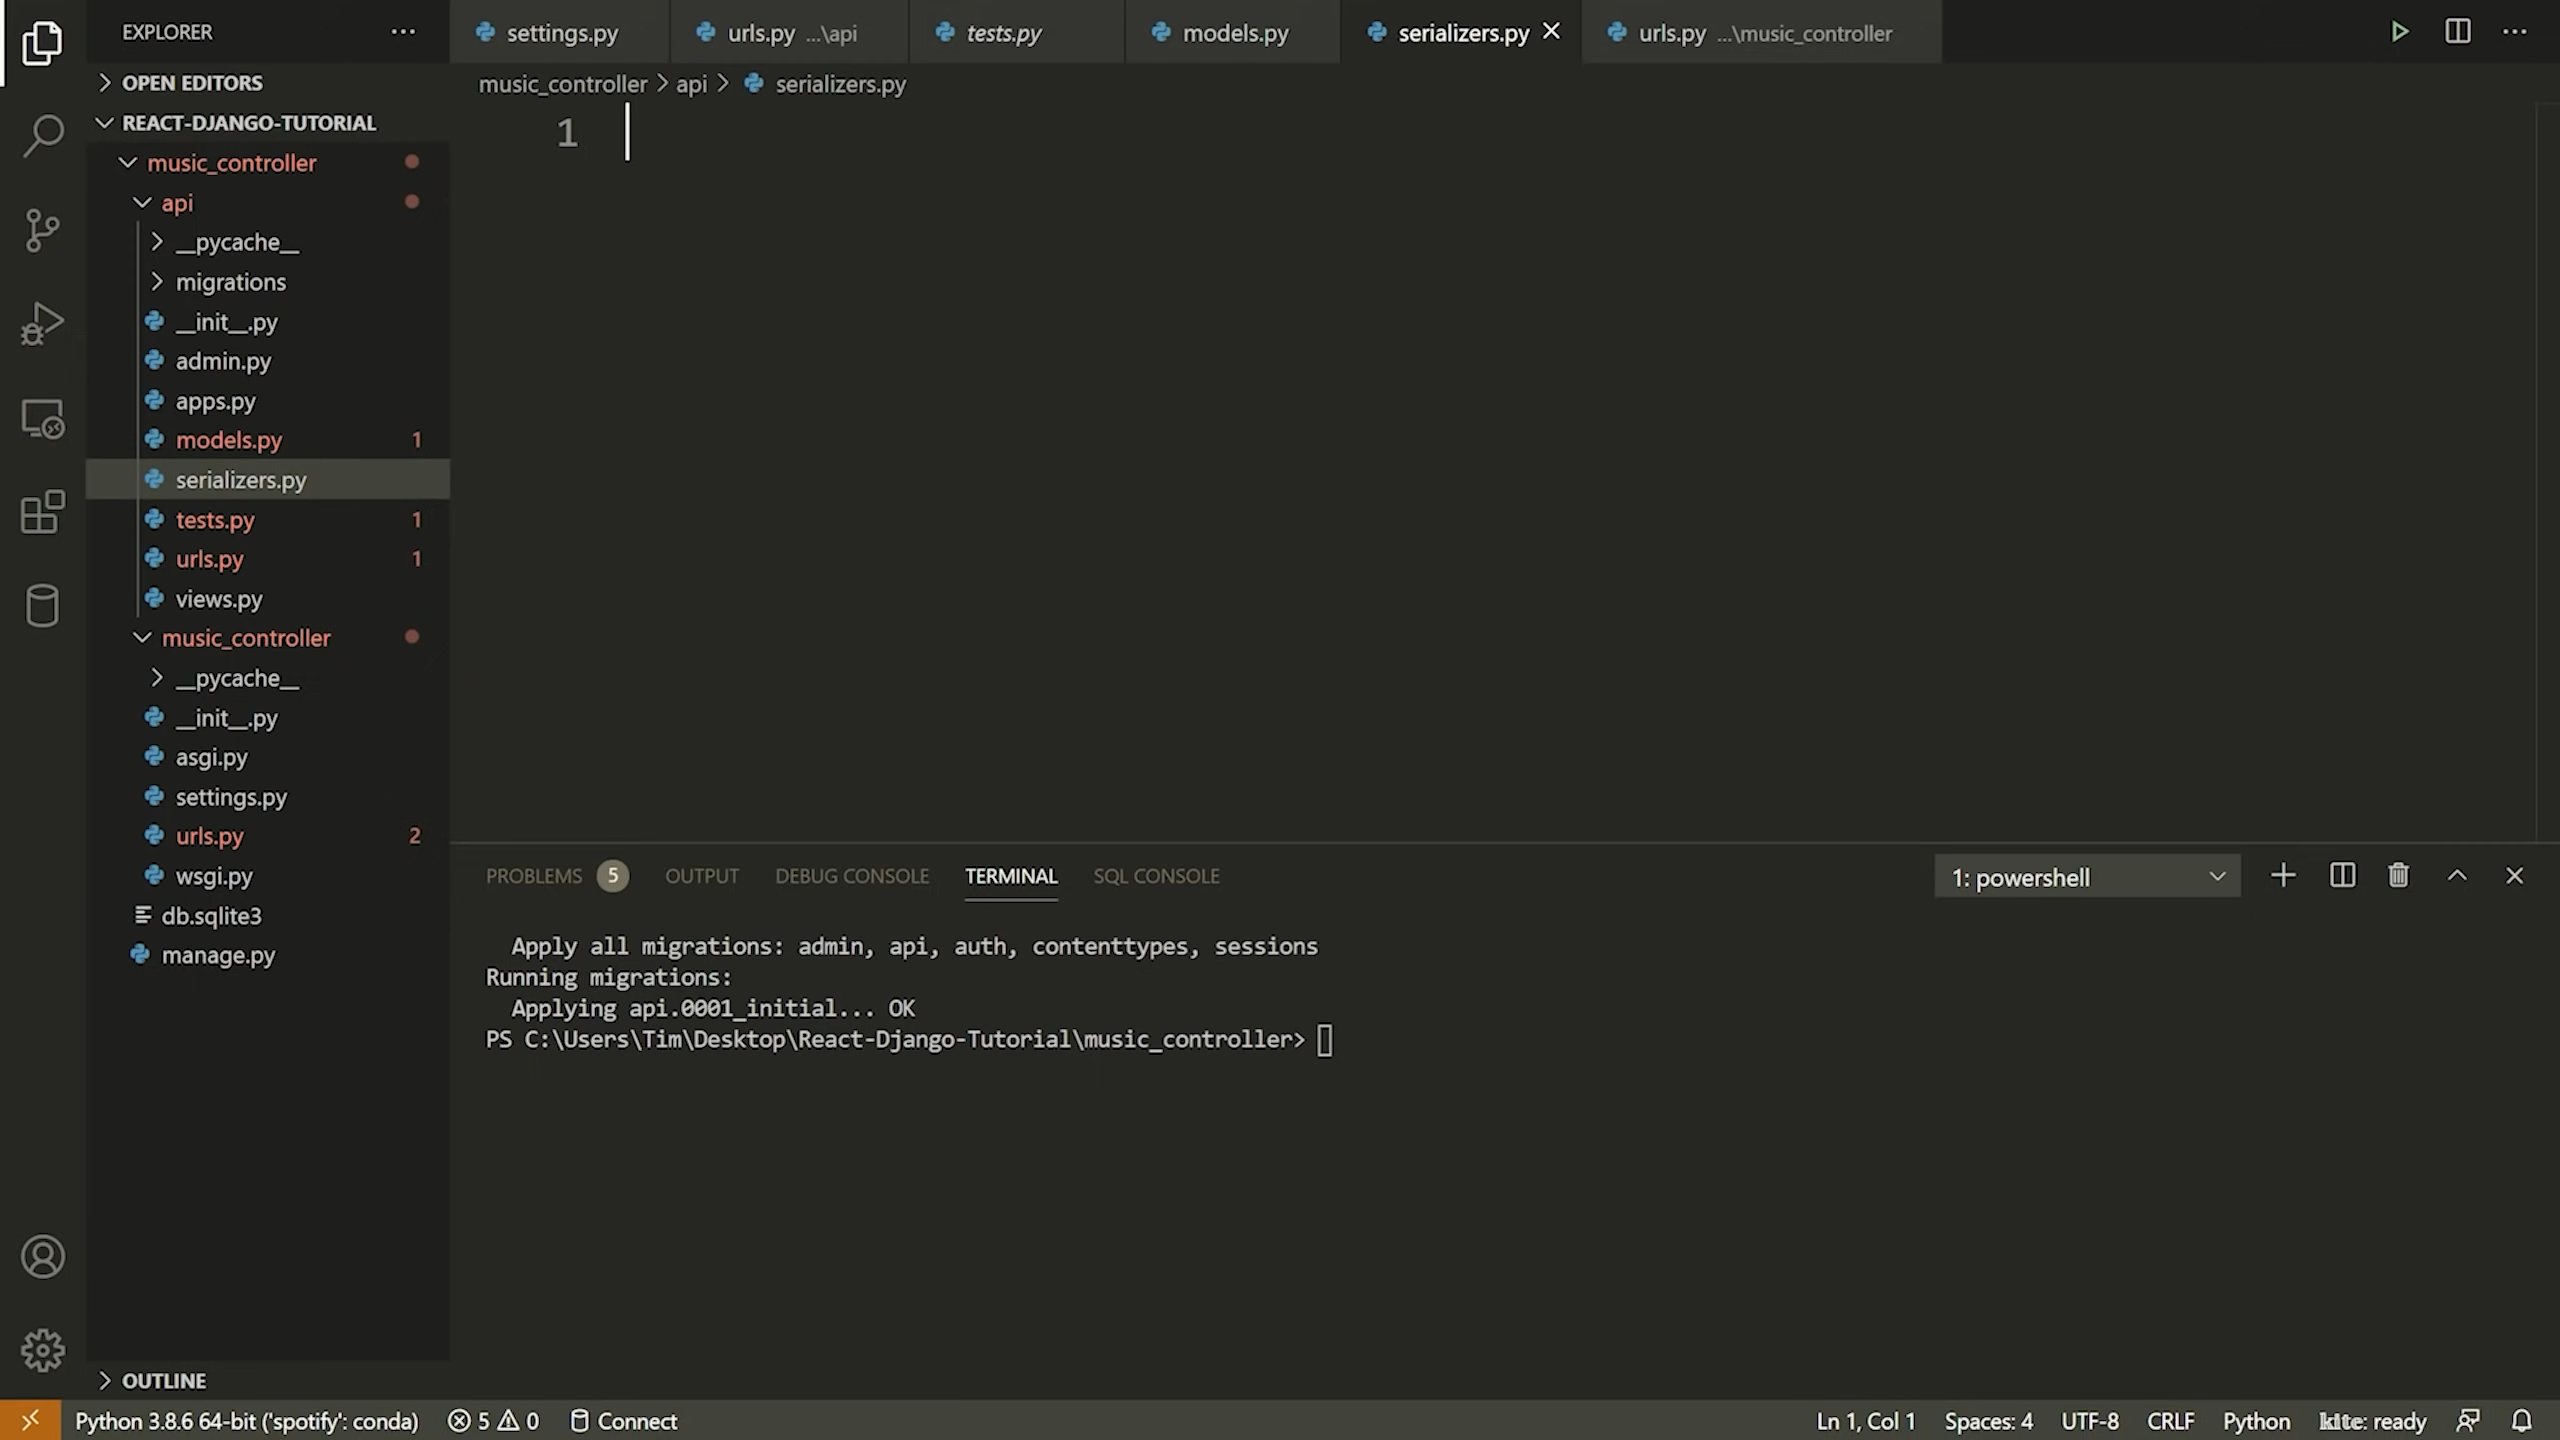 EXPLORER
settings.py
urls.py ...\api
tests.py
models.py
serializers.py
urls.py ...\music_controller
OPEN EDITORS
music_controller > api > serializers.py
REACT-DJANGO-TUTORIAL
1
music_controller
api
__pycache__
migrations
__init__.py
admin.py
apps.py
models.py 1
serializers.py
tests.py 1
urls.py 1
views.py
music_controller
__pycache__
__init__.py
asgi.py
settings.py
urls.py 2
wsgi.py
db.sqlite3
manage.py
OUTLINE
PROBLEMS 5 OUTPUT DEBUG CONSOLE TERMINAL SQL CONSOLE 1: powershell
Apply all migrations: admin, api, auth, contenttypes, sessions
Running migrations:
Applying api.0001_initial... OK
PS C:\Users\Tim\Desktop\React-Django-Tutorial\music_controller>
Python 3.8.6 64-bit ('spotify': conda) 5 0 Connect Ln 1, Col 1 Spaces: 4 UTF-8 CRLF Python kite: ready